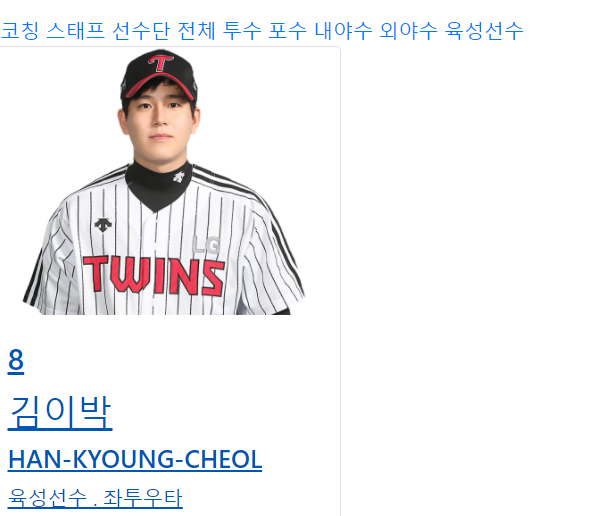 코칭 스태프 선수단 전체 투수 포수 내야수 외야수 육성선수
T
LG
TWINS
8
김이박
HAN-KYOUNG-CHEOL
육성선수 . 좌투우타